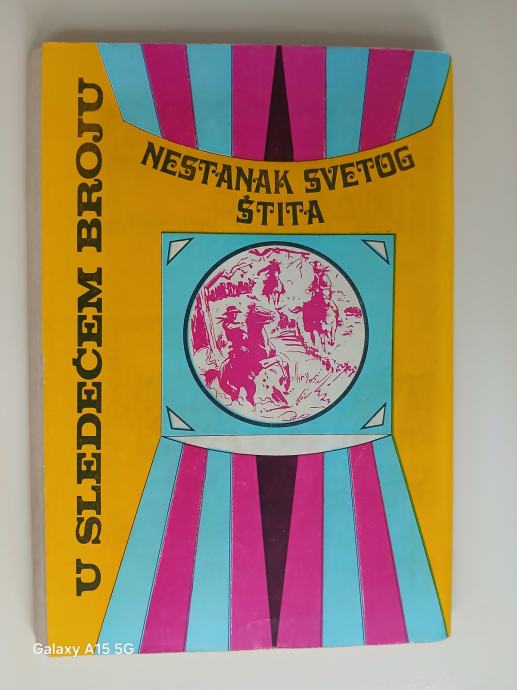 U SLEDEĆEM BROJU
NESTANAK SVETOG
ŠTITA
Galaxy A15 5G